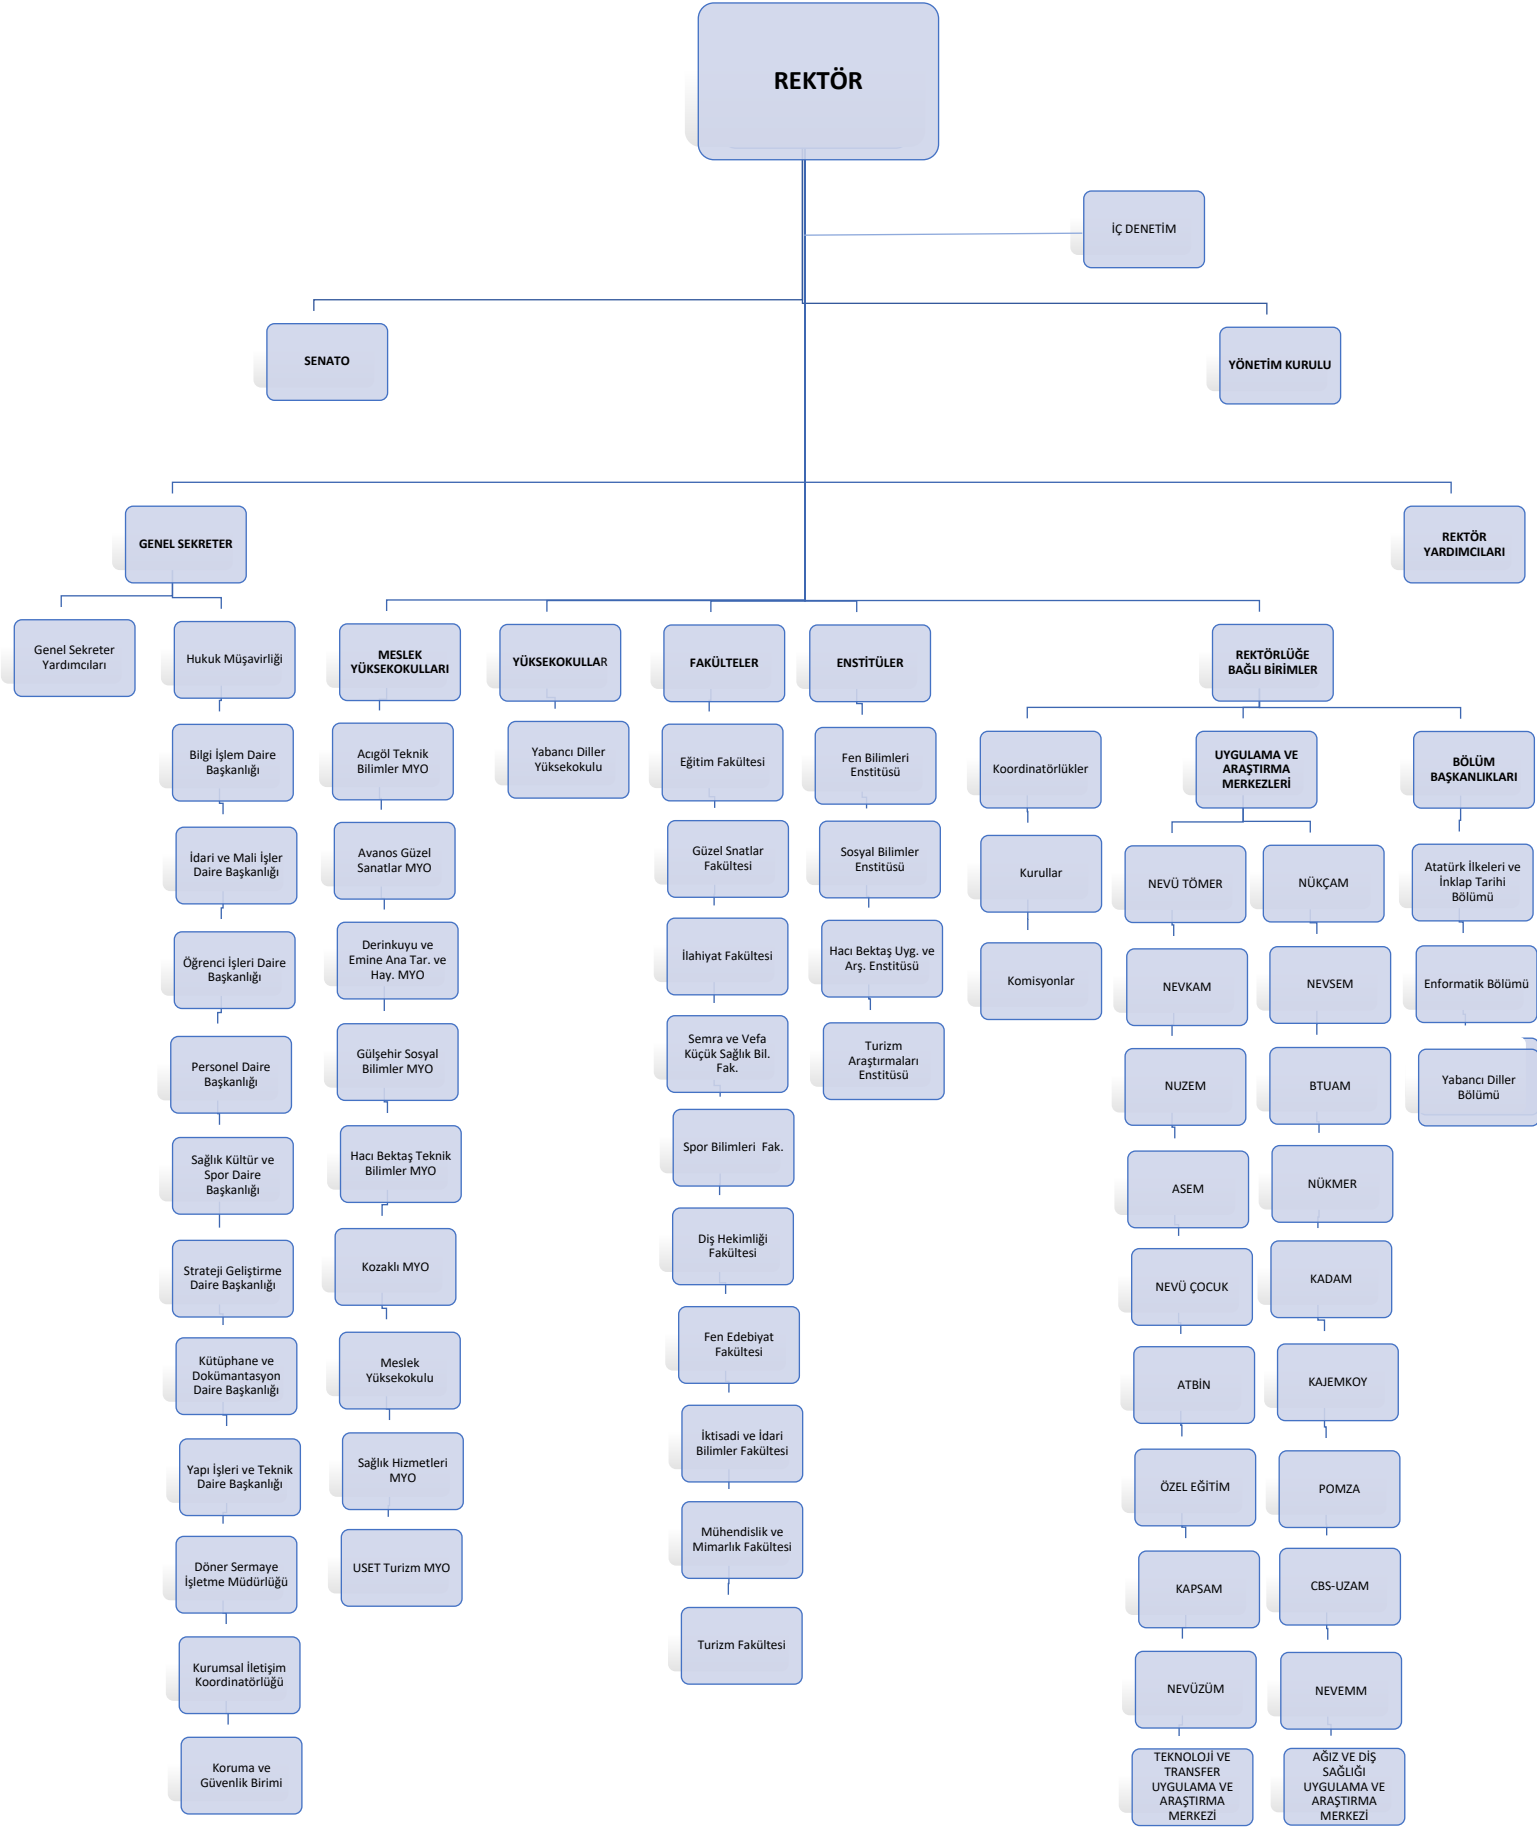 REKTÖR
İÇ DENETİM
SENATO
YÖNETİM KURULU
GENEL SEKRETER
REKTÖR
YARDIMCILARI
Genel Sekreter
Yardımcıları
Hukuk Müşavirliği
Bilgi İşlem Daire
Başkanlığı
İdari ve Mali İşler
Daire Başkanlığı
Öğrenci İşleri Daire
Başkanlığı
Personel Daire
Başkanlığı
Sağlık Kültür ve
Spor Daire
Başkanlığı
Strateji Geliştirme
Daire Başkanlığı
Kütüphane ve
Dokümantasyon
Daire Başkanlığı
Yapı İşleri ve Teknik
Daire Başkanlığı
Döner Sermaye
İşletme Müdürlüğü
Kurumsal İletişim
Koordinatörlüğü
Koruma ve
Güvenlik Birimi
MESLEK
YÜKSEKOKULLARI
Acıgöl Teknik
Bilimler MYO
Avanos Güzel
Sanatlar MYO
Derinkuyu ve
Emine Ana Tar. ve
Hay. MYO
Gülşehir Sosyal
Bilimler MYO
Hacı Bektaş Teknik
Bilimler MYO
Kozaklı MYO
Meslek
Yüksekokulu
Sağlık Hizmetleri
MYO
USET Turizm MYO
YÜKSEKOKULLAR
Yabancı Diller
Yüksekokulu
FAKÜLTELER
Eğitim Fakültesi
Güzel Snatlar
Fakültesi
İlahiyat Fakültesi
Semra ve Vefa
Küçük Sağlık Bil.
Fak.
Spor Bilimleri  Fak.
Diş Hekimliği
Fakültesi
Fen Edebiyat
Fakültesi
İktisadi ve İdari
Bilimler Fakültesi
Mühendislik ve
Mimarlık Fakültesi
Turizm Fakültesi
ENSTİTÜLER
Fen Bilimleri
Enstitüsü
Sosyal Bilimler
Enstitüsü
Hacı Bektaş Uyg. ve
Arş. Enstitüsü
Turizm
Araştırmaları
Enstitüsü
REKTÖRLÜĞE
BAĞLI BİRİMLER
Koordinatörlükler
Kurullar
Komisyonlar
UYGULAMA VE
ARAŞTIRMA
MERKEZLERİ
NEVÜ TÖMER
NEVKAM
NUZEM
ASEM
NEVÜ ÇOCUK
ATBİN
ÖZEL EĞİTİM
KAPSAM
NEVÜZÜM
TEKNOLOJİ VE
TRANSFER
UYGULAMA VE
ARAŞTIRMA
MERKEZİ
NÜKÇAM
NEVSEM
BTUAM
NÜKMER
KADAM
KAJEMKOY
POMZA
CBS-UZAM
NEVEMM
AĞIZ VE DİŞ
SAĞLIĞI
UYGULAMA VE
ARAŞTIRMA
MERKEZİ
BÖLÜM
BAŞKANLIKLARI
Atatürk İlkeleri ve
İnklap Tarihi
Bölümü
Enformatik Bölümü
Yabancı Diller
Bölümü